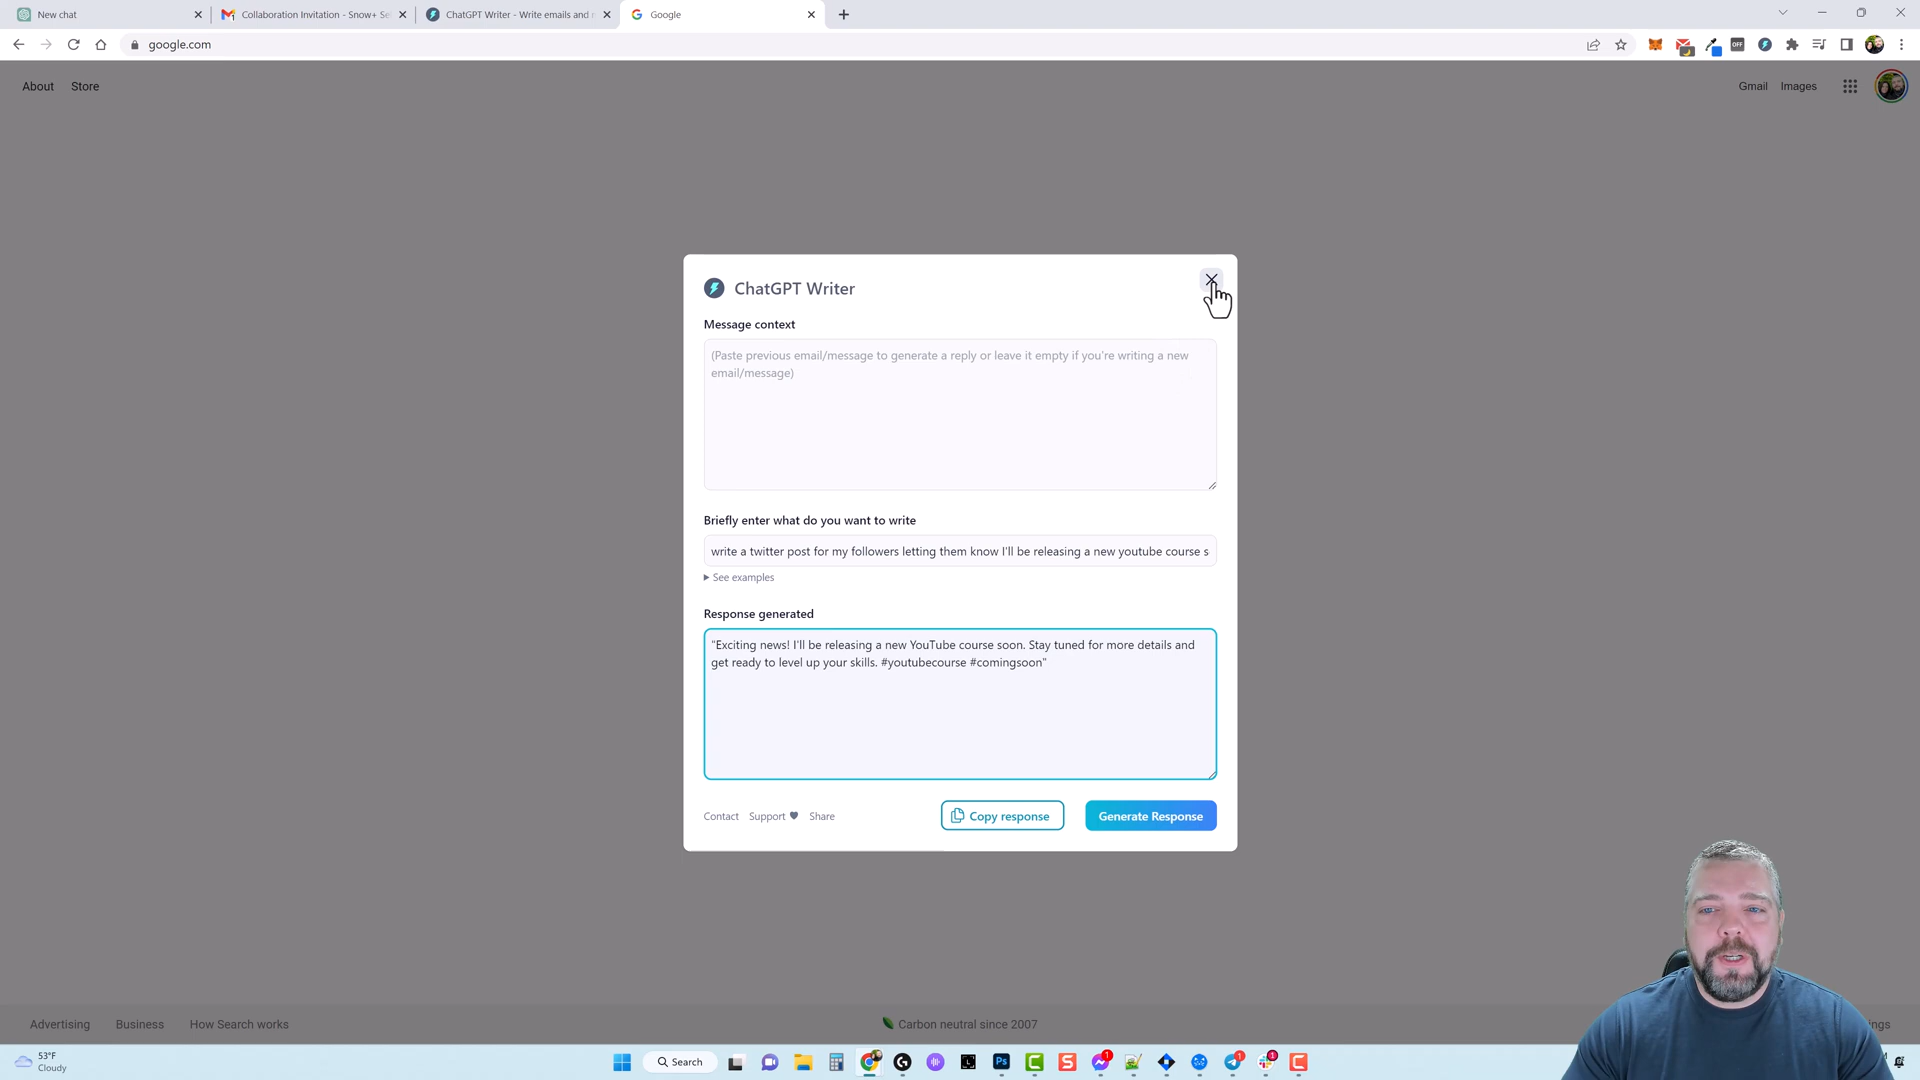 New chat
Collaboration Invitation - Snow+ Se
ChatGPT Writer - Write emails and
Google
google.com
OFF
About
Store
Gmail
Images
ChatGPT Writer
Message context
(Paste previous email/message to generate a reply or leave it empty if you're writing a new
email/message)
Briefly enter what do you want to write
write a twitter post for my followers letting them know I'll be releasing a new youtube course s
See examples
Response generated
"Exciting news! I'll be releasing a new YouTube course soon. Stay tuned for more details and
get ready to level up your skills. #youtubecourse #comingsoon"
Contact
Support
Share
Copy response
Generate Response
Advertising
Business
How Search works
Carbon neutral since 2007
ngs
53°F
Cloudy
Search
Ps